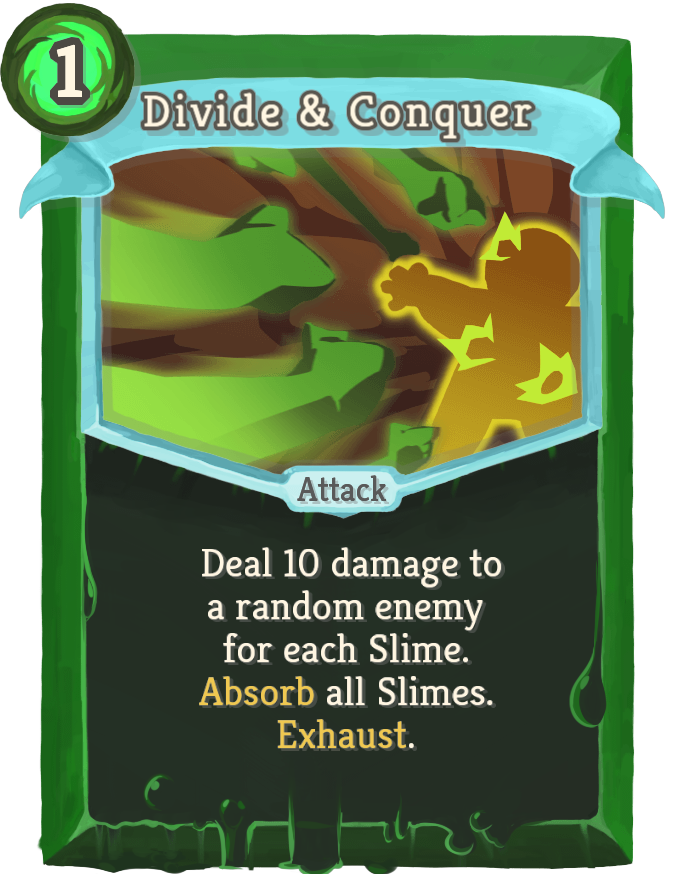 1
Divide & Conquer
Attack
Deal 10 damage to
a random enemy
for each Slime.
Absorb all Slimes.
Exhaust.